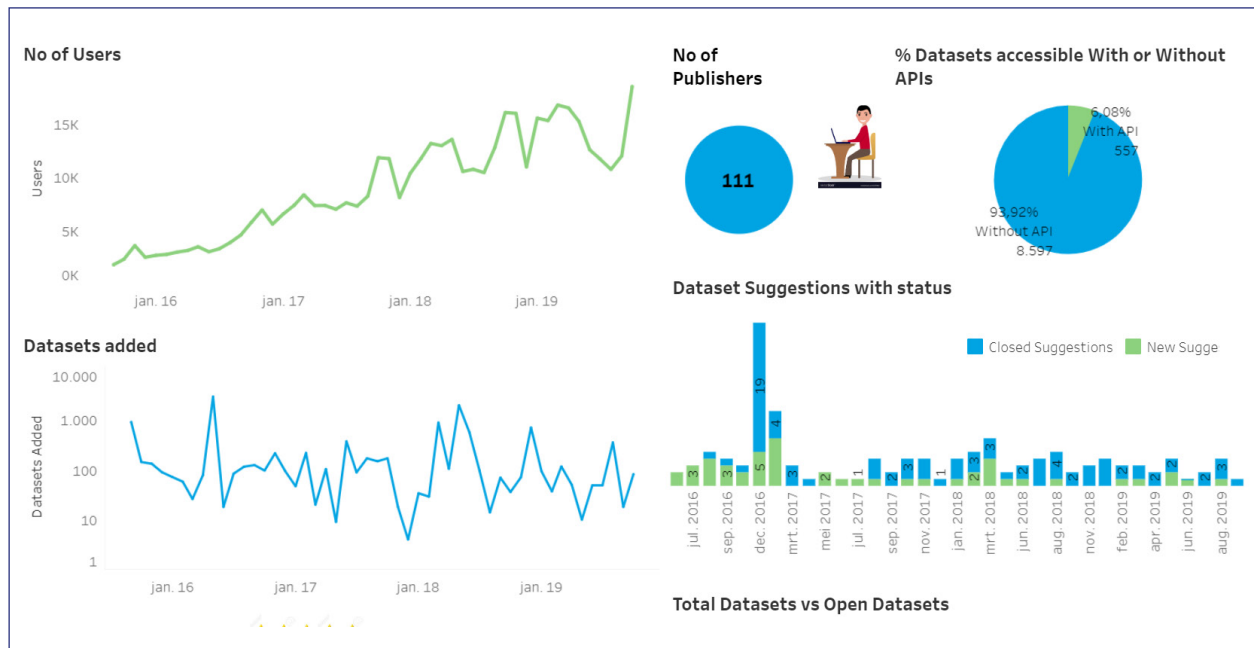 No of Users
15K
10K
5K
0K
Users
jan. 16
jan. 17
jan. 18
jan. 19
Datasets added
10.000
1.000
100
10
1
Datasets Added
jan. 16
jan. 17
jan. 18
jan. 19
No of
Publishers
111
% Datasets accessible With or Without
APIs
6,08%
With API
557
93,92%
Without API
8.597
Dataset Suggestions with status
Closed Suggestions
New Sugge
3
3
19
5
4
3
2
1
2
3
1
3
2
3
2
4
2
2
2
2
2
3
jul. 2016
sep. 2016
dec. 2016
mrt. 2017
mei 2017
jul. 2017
sep. 2017
nov. 2017
jan. 2018
mrt. 2018
jun. 2018
aug. 2018
nov. 2018
feb. 2019
apr. 2019
jun. 2019
aug. 2019
Total Datasets vs Open Datasets